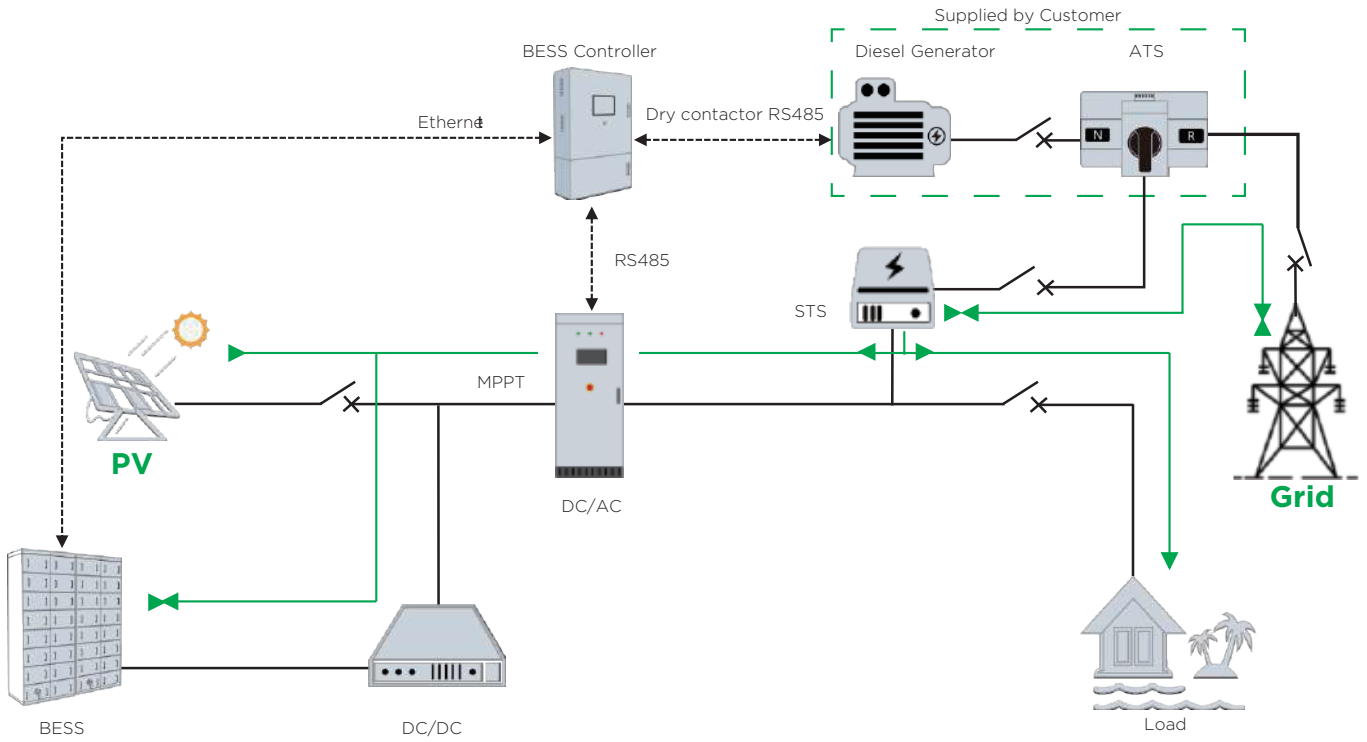 Supplied by Customer
BESS Controller
Diesel Generator
ATS
Ethernet
Dry contactor RS485
N
R
RS485
STS
MPPT
PV
Grid
DC/AC
BESS
DC/DC
Load